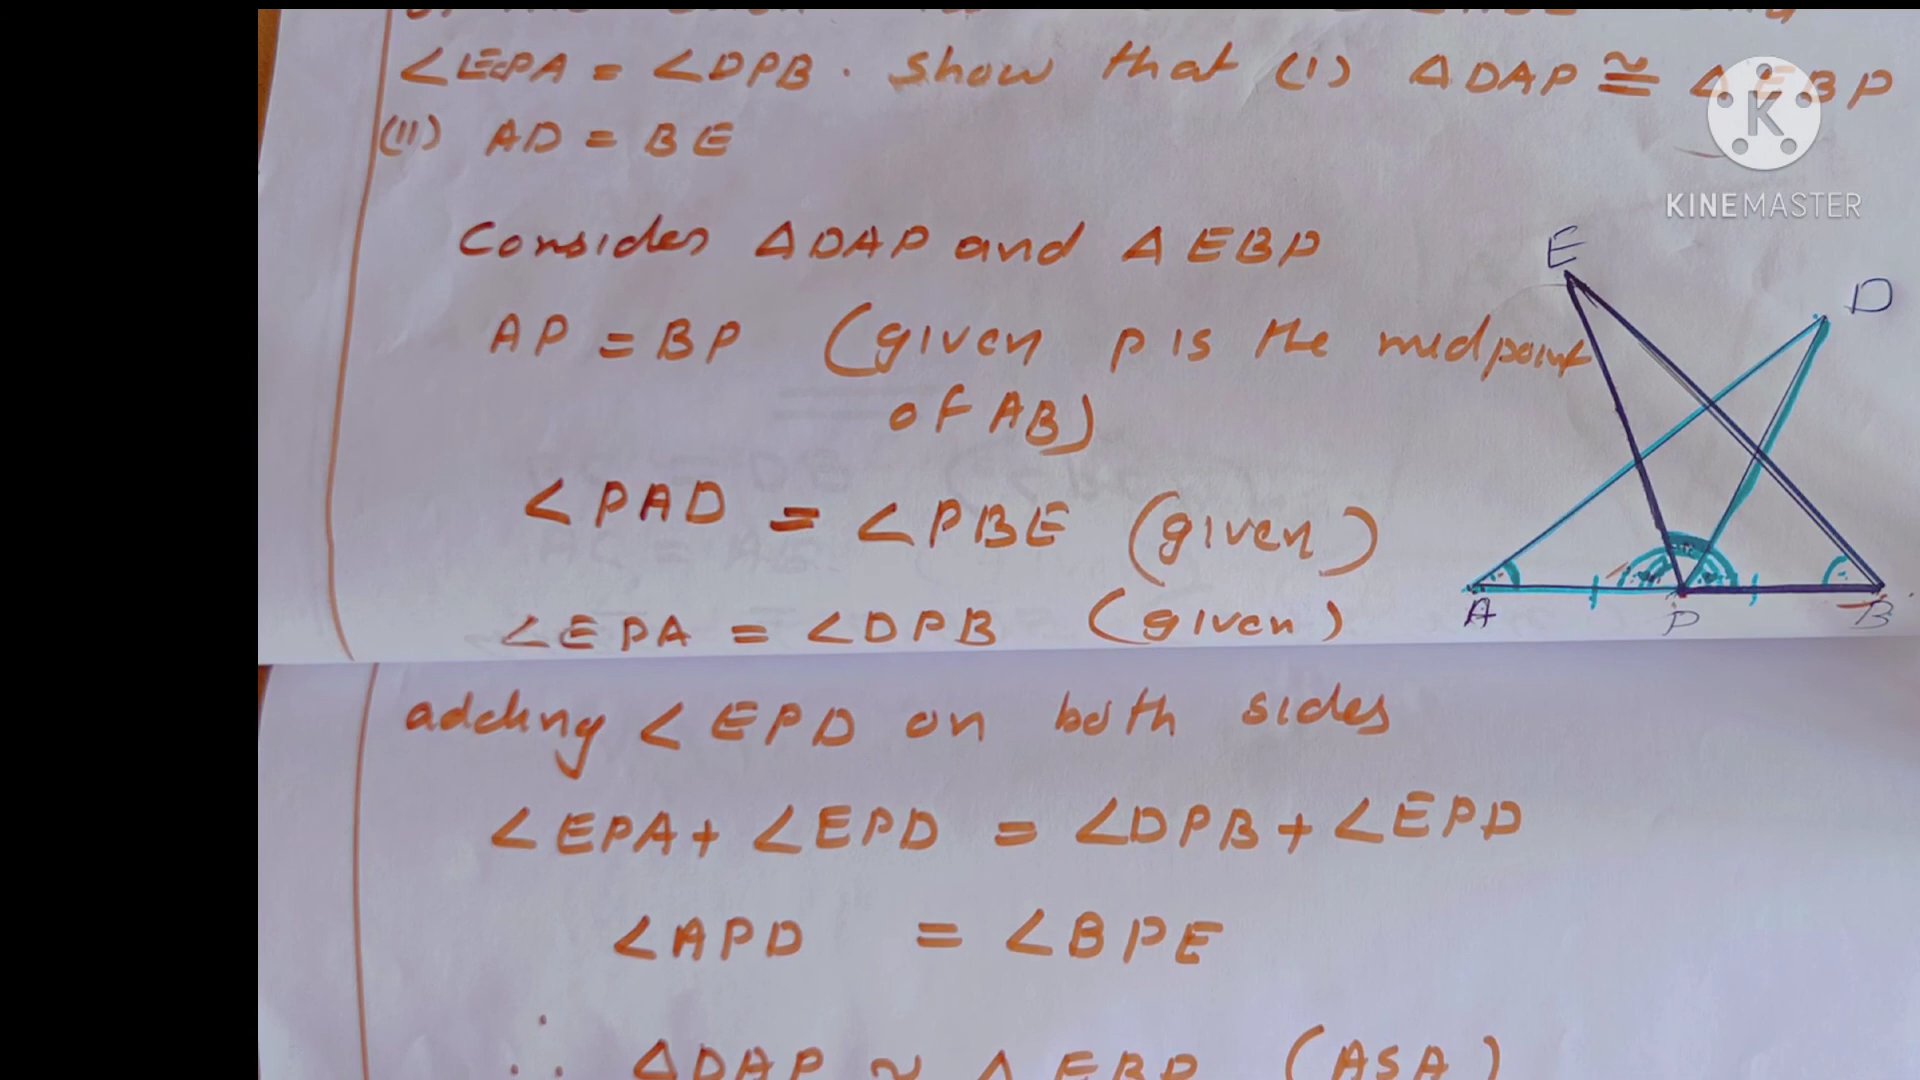 ∠EPA = ∠DPB. Show that (I) ΔDAP ≅ ΔEBP
(II) AD = BE
KINEMASTER
Consider ΔDAP and ΔEBP
AP = BP (given P is the midpoint
of AB)
∠PAD = ∠PBE (given)
∠EPA = ∠DPB (given)
E
D
A
P
B
adding ∠EPD on both sides
∠EPA + ∠EPD = ∠DPB + ∠EPD
∠APD = ∠BPE
∴ ΔDAP ≅ ΔEBP (ASA)